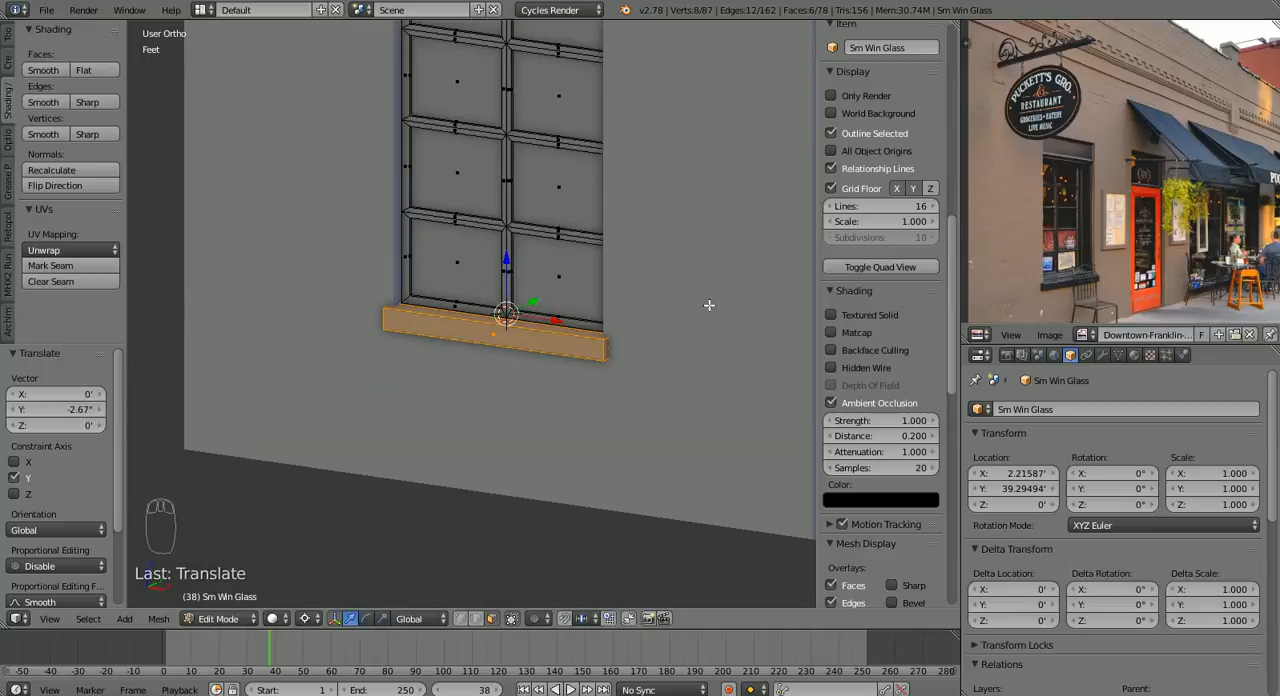 File Render Window Help Default Scene Cycles Render v2.78 | Verts:8/87 | Edges:12/162 | Faces:6/78 | Tris:156 | Mem:30.74M | Sm Win Glass
Shading
Faces:
Smooth Flat
Edges:
Smooth Sharp
Vertices:
Smooth Sharp
Normals:
Recalculate
Flip Direction
UVs
UV Mapping:
Unwrap
Mark Seam
Clear Seam
Too
Cre
Shading /
Optio
Grease P
Retopol
MHX2 Run
Archim
Translate
Vector
X: 0'
Y: -2.67"
Z: 0'
Constraint Axis
X
Y
Z
Orientation
Global
Proportional Editing
Disable
Proportional Editing F...
Smooth
User Ortho
Feet
Last: Translate
(38) Sm Win Glass
View Select Add Mesh Edit Mode Global
Item
Sm Win Glass
Display
Only Render
World Background
Outline Selected
All Object Origins
Relationship Lines
Grid Floor X Y Z
Lines: 16
Scale: 1.000
Subdivisions: 10
Toggle Quad View
Shading
Textured Solid
Matcap
Backface Culling
Hidden Wire
Depth Of Field
Ambient Occlusion
Strength: 1.000
Distance: 0.200
Attenuation: 1.000
Samples: 20
Color:
Motion Tracking
Mesh Display
Overlays:
Faces Sharp
Edges Bevel
PUCKETT'S GRO.
&
RESTAURANT
GROCERIES - EATERY
LIVE MUSIC
View Image Downtown-Franklin-... F
Sm Win Glass
Sm Win Glass
Transform
Location: Rotation: Scale:
X: 2.21587' X: 0° X: 1.000
Y: 39.29494' Y: 0° Y: 1.000
Z: 0' Z: 0° Z: 1.000
Rotation Mode: XYZ Euler
Delta Transform
Delta Location: Delta Rotation: Delta Scale:
X: 0' X: 0° X: 1.000
Y: 0' Y: 0° Y: 1.000
Z: 0' Z: 0° Z: 1.000
Transform Locks
Relations
Layers: Parent:
-50 -40 -30 -20 -10 0 10 20 30 40 50 60 70 80 90 100 110 120 130 140 150 160 170 180 190 200 210 220 230 240 250 260 270 280
View Marker Frame Playback Start: 1 End: 250 38 No Sync